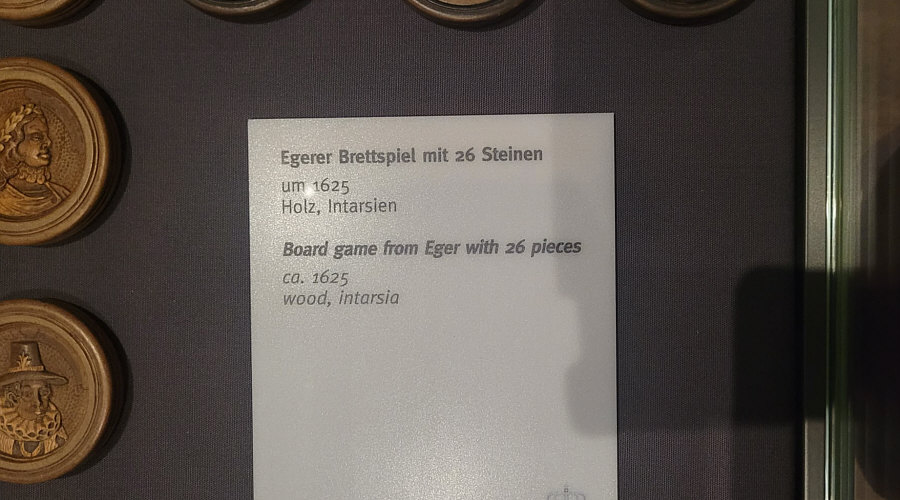 Egerer Brettspiel mit 26 Steinen
um 1625
Holz, Intarsien
Board game from Eger with 26 pieces
ca. 1625
wood, intarsia